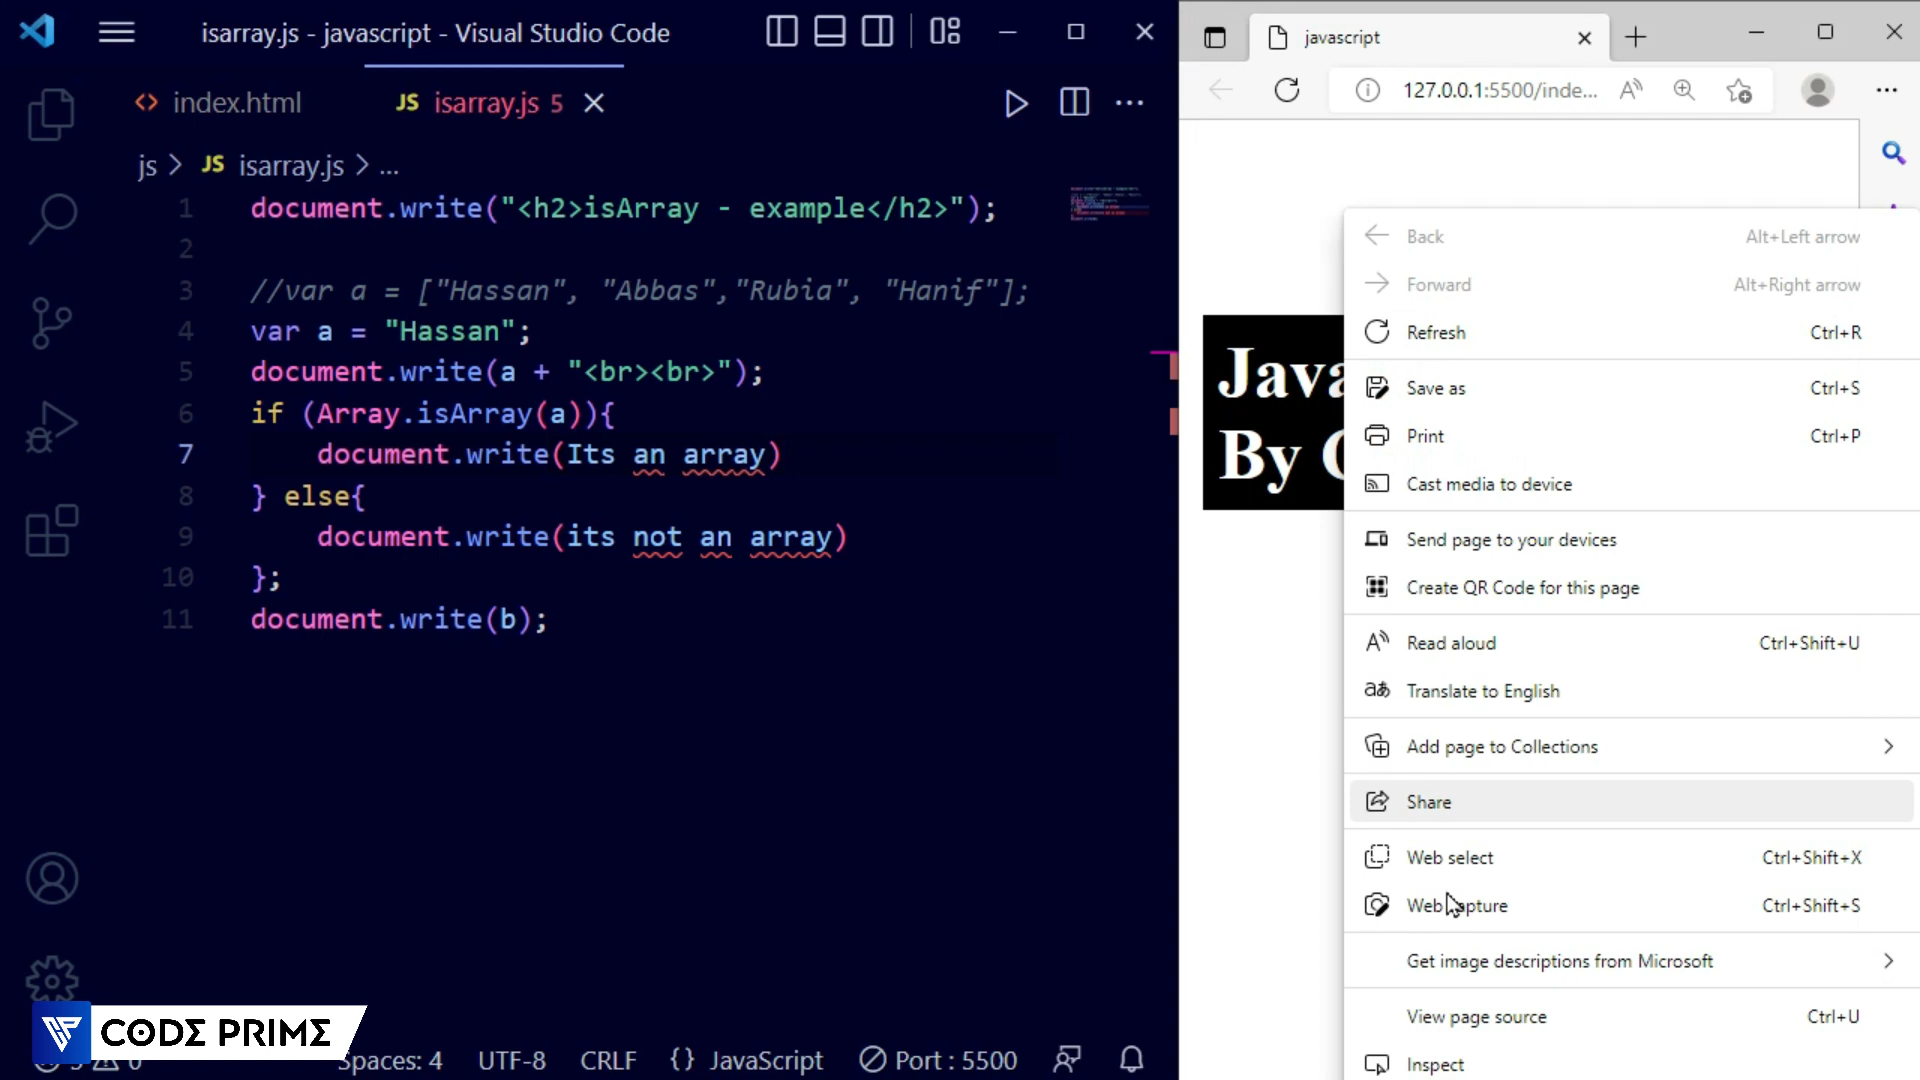 isarray.js - javascript - Visual Studio Code
index.html
JS isarray.js 5
js > JS isarray.js > ...
1 document.write("<h2>isArray - example</h2>");
2
3 //var a = ["Hassan", "Abbas","Rubia", "Hanif"];
4 var a = "Hassan";
5 document.write(a + "<br><br>");
6 if (Array.isArray(a)){
7 document.write(Its an array)
8 } else{
9 document.write(its not an array)
10 };
11 document.write(b);
CODΣ PRIMΣ
Spaces: 4 UTF-8 CRLF {} JavaScript Port : 5500
javascript
127.0.0.1:5500/inde...
Java
By
Back Alt+Left arrow
Forward Alt+Right arrow
Refresh Ctrl+R
Save as Ctrl+S
Print Ctrl+P
Cast media to device
Send page to your devices
Create QR Code for this page
Read aloud Ctrl+Shift+U
Translate to English
Add page to Collections
Share
Web select Ctrl+Shift+X
Web capture Ctrl+Shift+S
Get image descriptions from Microsoft
View page source Ctrl+U
Inspect